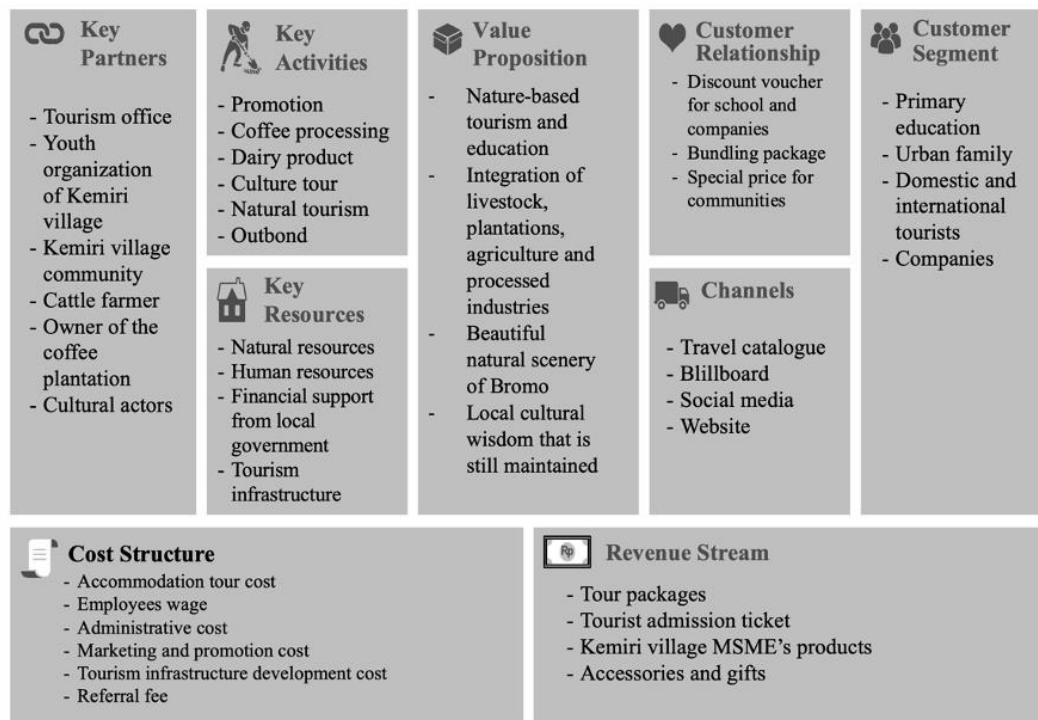 Key
Partners
- Tourism office
- Youth
organization
of Kemiri
village
- Kemiri village
community
- Cattle farmer
- Owner of the
coffee
plantation
- Cultural actors
Key
Activities
- Promotion
- Coffee processing
- Dairy product
- Culture tour
- Natural tourism
- Outbond
Key
Resources
- Natural resources
- Human resources
- Financial support
from local
government
- Tourism
infrastructure
Value
Proposition
- Nature-based
tourism and
education
- Integration of
livestock,
plantations,
agriculture and
processed
industries
- Beautiful
natural scenery
of Bromo
- Local cultural
wisdom that is
still maintained
Customer
Relationship
- Discount voucher
for school and
companies
- Bundling package
- Special price for
communities
Channels
- Travel catalogue
- Blillboard
- Social media
- Website
Customer
Segment
- Primary
education
- Urban family
- Domestic and
international
tourists
- Companies
Cost Structure
- Accommodation tour cost
- Employees wage
- Administrative cost
- Marketing and promotion cost
- Tourism infrastructure development cost
- Referral fee
Rp
Revenue Stream
- Tour packages
- Tourist admission ticket
- Kemiri village MSME's products
- Accessories and gifts